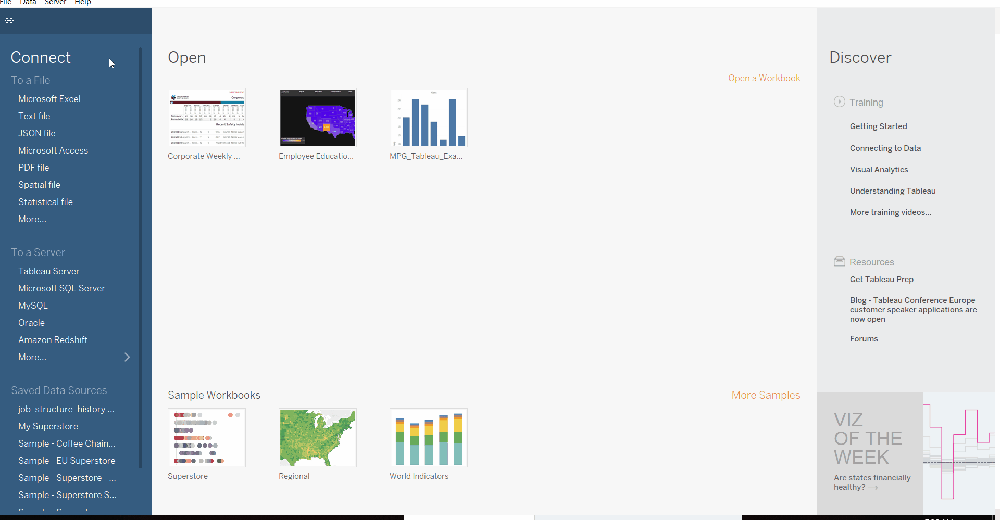 File Data Server Help
Connect
To a File
Microsoft Excel
Text file
JSON file
Microsoft Access
PDF file
Spatial file
Statistical file
More...
To a Server
Tableau Server
Microsoft SQL Server
MySQL
Oracle
Amazon Redshift
More...
Saved Data Sources
job_structure_history ...
My Superstore
Sample - Coffee Chain...
Sample - EU Superstore
Sample - Superstore - ...
Sample - Superstore S...
Open
Open a Workbook
Corporate Weekly ...
Employee Educatio...
Class
MPG_Tableau_Exa...
Recent Safety Incide
Sample Workbooks
More Samples
Superstore
Regional
World Indicators
Discover
Training
Getting Started
Connecting to Data
Visual Analytics
Understanding Tableau
More training videos...
Resources
Get Tableau Prep
Blog - Tableau Conference Europe
customer speaker applications are
now open
Forums
VIZ
OF THE
WEEK
Are states financially
healthy? →